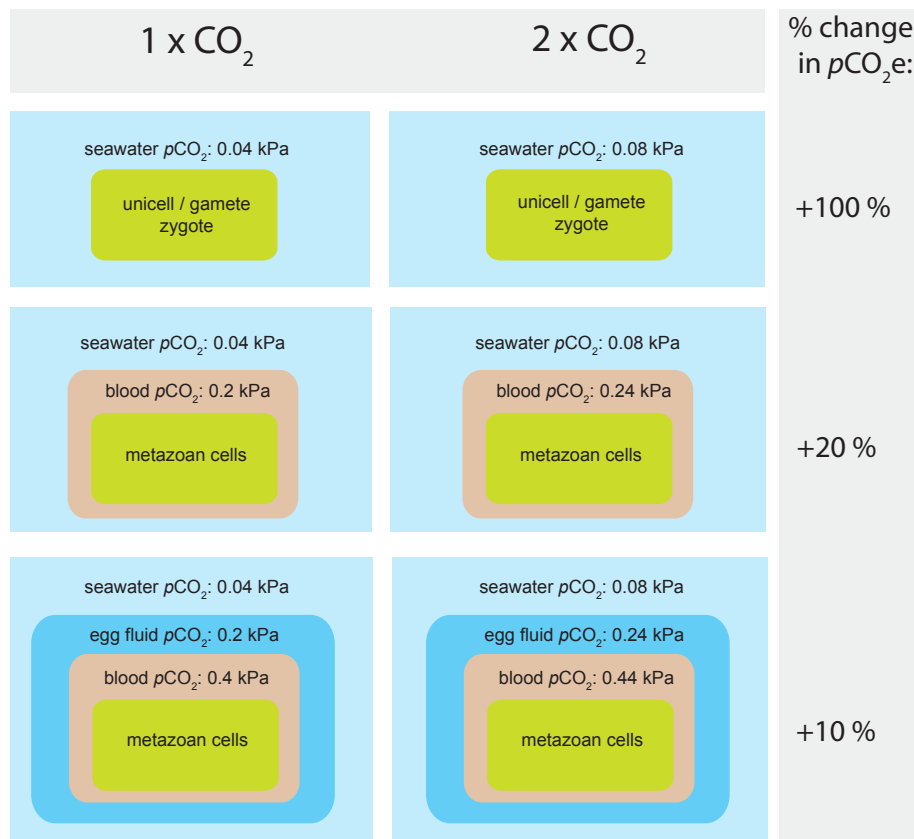 1 x CO₂
2 x CO₂
% change
in pCO₂e:
seawater pCO₂: 0.04 kPa
unicell / gamete
zygote
seawater pCO₂: 0.08 kPa
unicell / gamete
zygote
+100 %
seawater pCO₂: 0.04 kPa
blood pCO₂: 0.2 kPa
metazoan cells
seawater pCO₂: 0.08 kPa
blood pCO₂: 0.24 kPa
metazoan cells
+20 %
seawater pCO₂: 0.04 kPa
egg fluid pCO₂: 0.2 kPa
blood pCO₂: 0.4 kPa
metazoan cells
seawater pCO₂: 0.08 kPa
egg fluid pCO₂: 0.24 kPa
blood pCO₂: 0.44 kPa
metazoan cells
+10 %